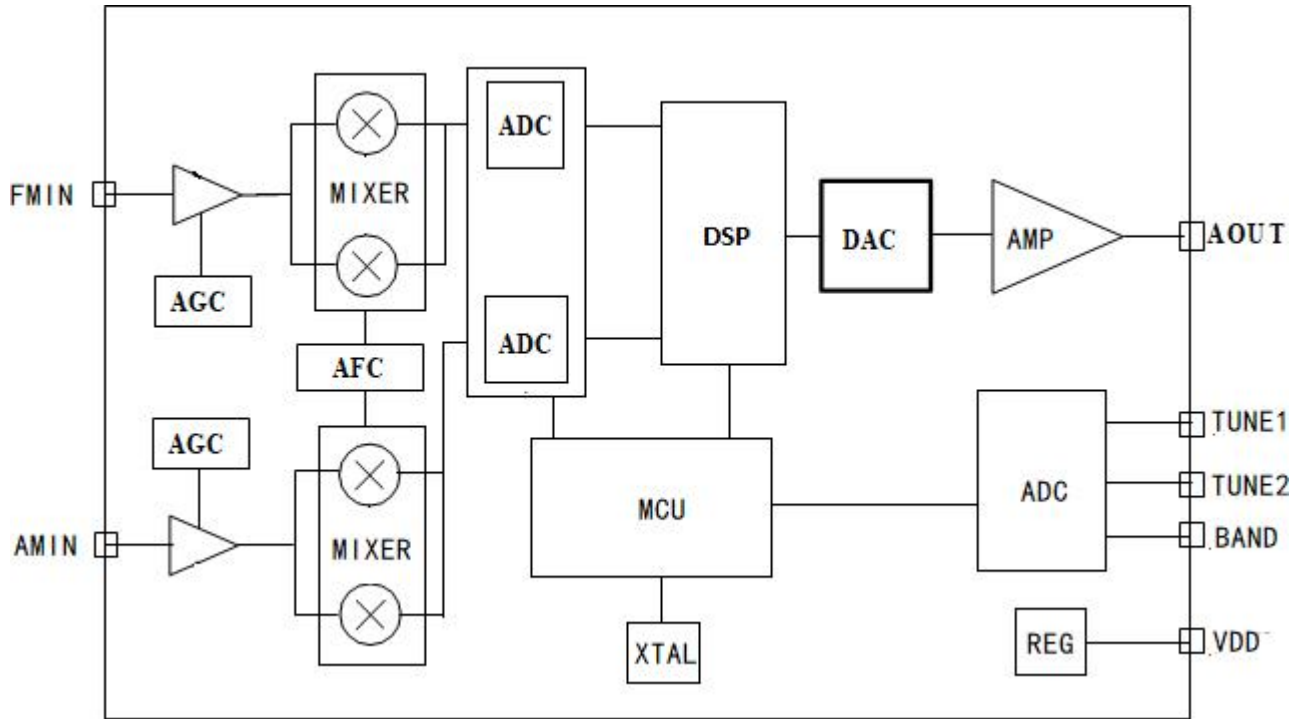 ADC
MIXER
FMIN
DSP
DAC
AMP
AOUT
AGC
ADC
AFC
TUNE1
AGC
TUNE2
ADC
MCU
BAND
AMIN
MIXER
REG
VDD
XTAL